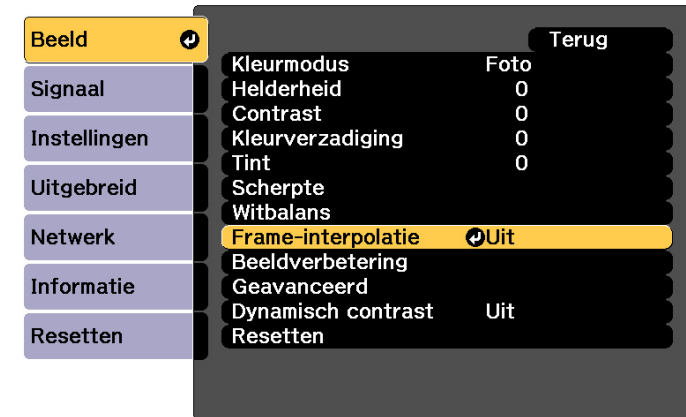 Beeld
Signaal
Instellingen
Uitgebreid
Netwerk
Informatie
Resetten
Terug
Kleurmodus Foto
Helderheid 0
Contrast 0
Kleurverzadiging 0
Tint 0
Scherpte
Witbalans
Frame-interpolatie Uit
Beeldverbetering
Geavanceerd
Dynamisch contrast Uit
Resetten